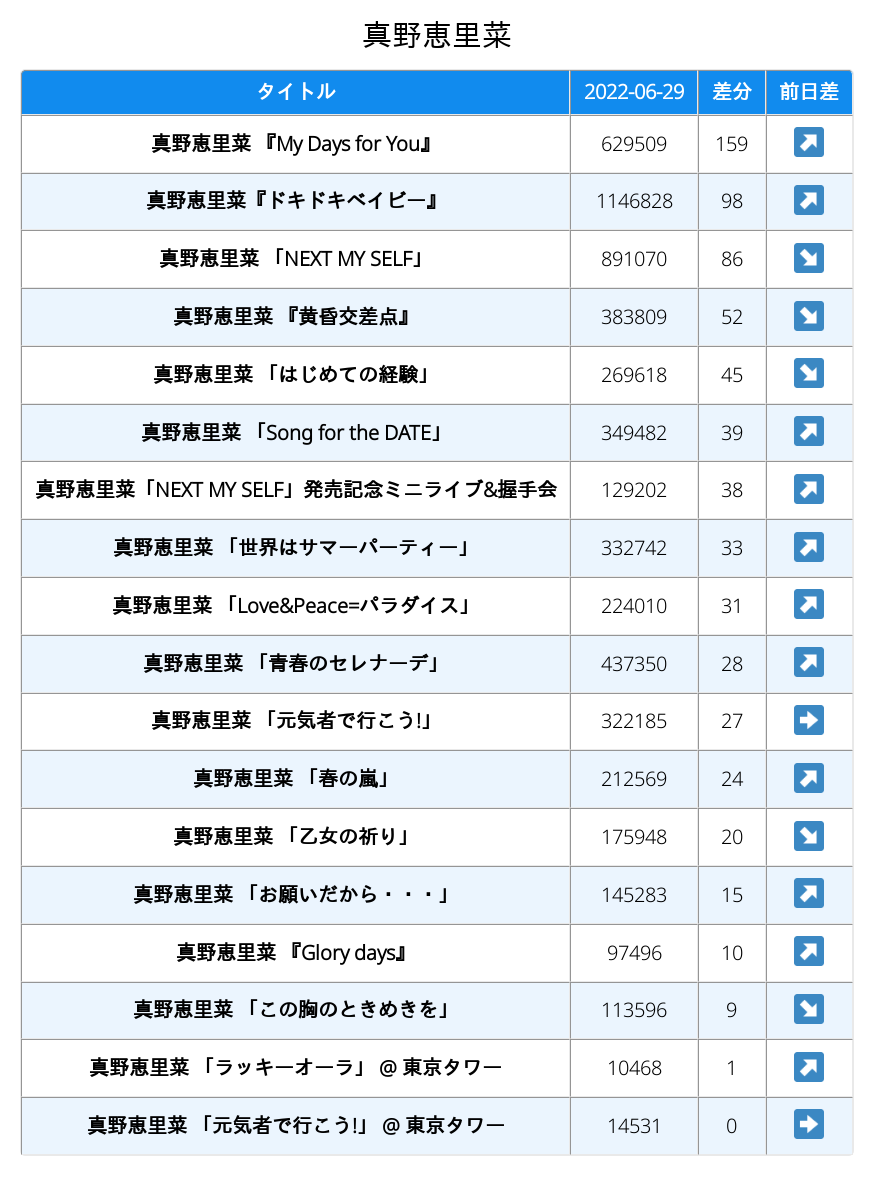 真野恵里菜
タイトル 2022-06-29 差分 前日差
真野恵里菜 『My Days for You』 629509 159 ↗
真野恵里菜『ドキドキベイビー』 1146828 98 ↗
真野恵里菜 「NEXT MY SELF」 891070 86 ↘
真野恵里菜 『黄昏交差点』 383809 52 ↘
真野恵里菜 「はじめての経験」 269618 45 ↘
真野恵里菜 「Song for the DATE」 349482 39 ↗
真野恵里菜「NEXT MY SELF」発売記念ミニライブ&握手会 129202 38 ↗
真野恵里菜 「世界はサマーパーティー」 332742 33 ↗
真野恵里菜 「Love&Peace=パラダイス」 224010 31 ↗
真野恵里菜 「青春のセレナーデ」 437350 28 ↗
真野恵里菜 「元気者で行こう!」 322185 27 ➡
真野恵里菜 「春の嵐」 212569 24 ↗
真野恵里菜 「乙女の祈り」 175948 20 ↘
真野恵里菜 「お願いだから・・・」 145283 15 ↗
真野恵里菜 『Glory days』 97496 10 ↗
真野恵里菜 「この胸のときめきを」 113596 9 ↘
真野恵里菜 「ラッキーオーラ」 @ 東京タワー 10468 1 ↗
真野恵里菜 「元気者で行こう!」 @ 東京タワー 14531 0 ➡